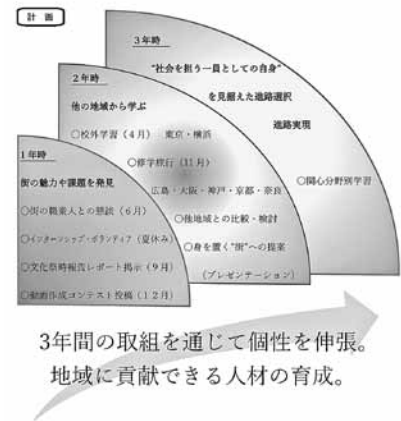 計 画
3年時
“社会を担う一員としての自身”
を見据えた進路選択
進路実現
○関心分野別学習
2年時
他の地域から学ぶ
○校外学習（4月） 東京・横浜
○修学旅行（11月）
広島・大阪・神戸・京都・奈良
○他地域との比較・検討
○身を置く“街”への提案
（プレゼンテーション）
1年時
街の魅力や課題を発見
○街の職業人との懇談（6月）
○インターンシップ・ボランティア（夏休み）
○文化祭時報告レポート掲示（9月）
○動画作成コンテスト投稿（12月）
3年間の取組を通じて個性を伸張。
地域に貢献できる人材の育成。